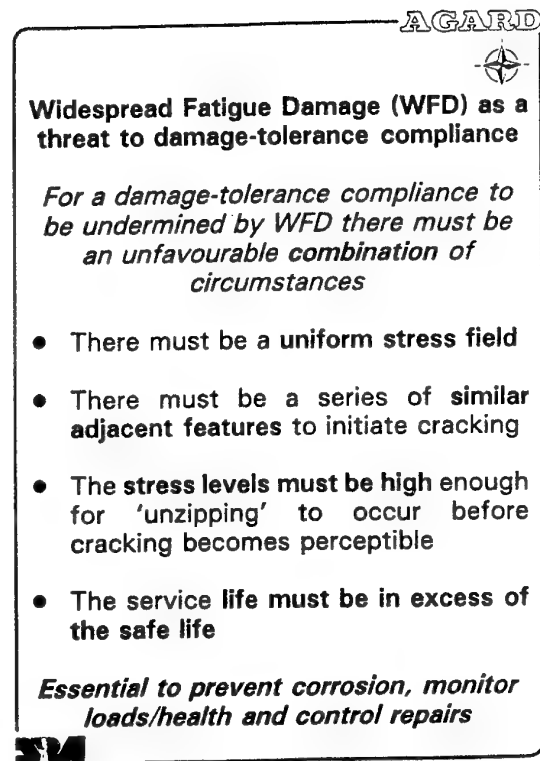 AGARD
Widespread Fatigue Damage (WFD) as a
threat to damage-tolerance compliance
For a damage-tolerance compliance to
be undermined by WFD there must be
an unfavourable combination of
circumstances
• There must be a uniform stress field
• There must be a series of similar
adjacent features to initiate cracking
• The stress levels must be high enough
for 'unzipping' to occur before
cracking becomes perceptible
• The service life must be in excess of
the safe life
Essential to prevent corrosion, monitor
loads/health and control repairs